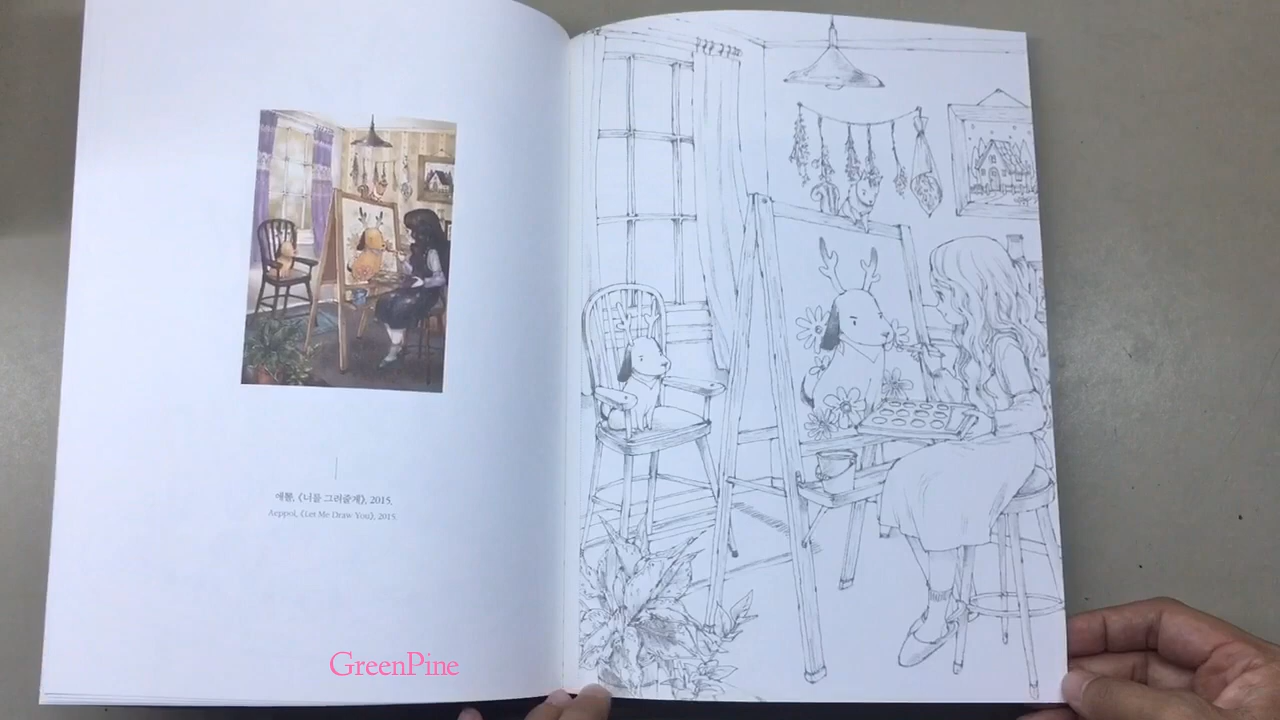 애뽈, 《너를 그려줄게》, 2015.
Aeppol, 《Let Me Draw You》, 2015.
GreenPine